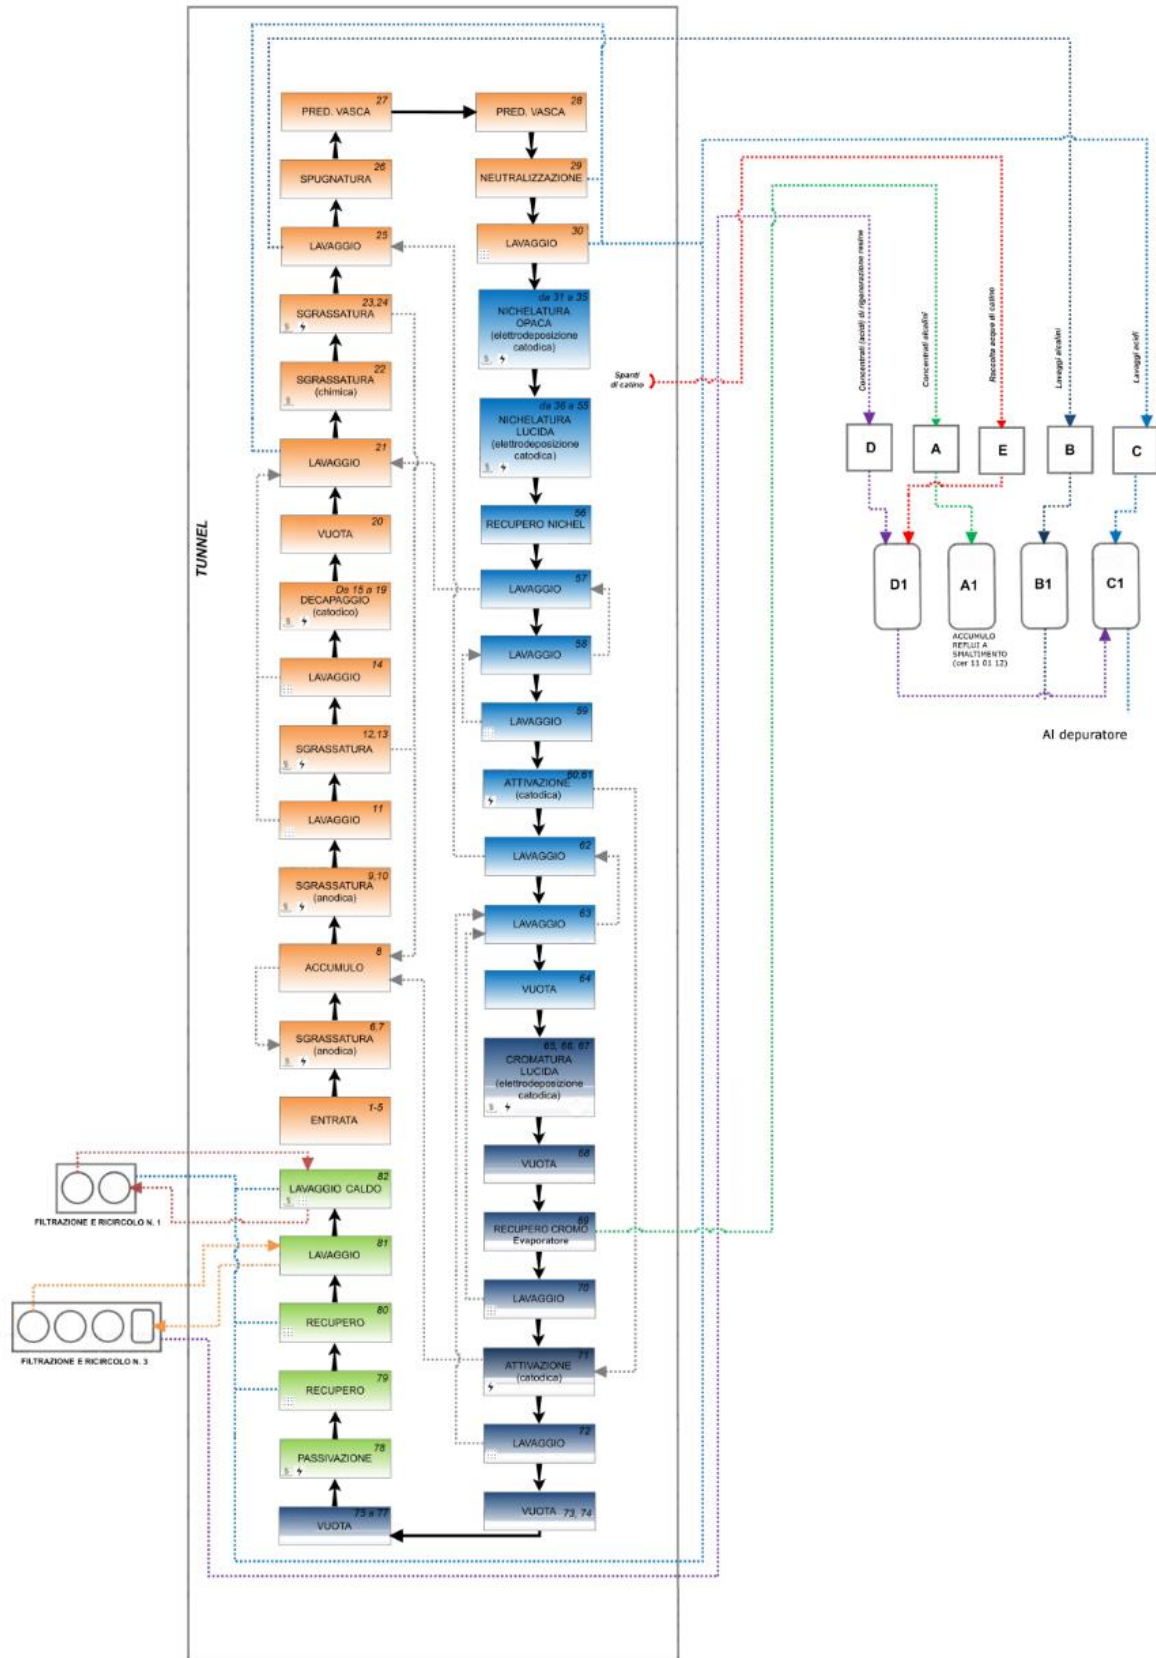 TUNNEL
27
PRED. VASCA
28
PRED. VASCA
26
SPUGNATURA
29
NEUTRALIZZAZIONE
25
LAVAGGIO
30
LAVAGGIO
23,24
SGRASSATURA
da 31 a 35
NICHELATURA
OPACA
(elettrodeposizione
catodica)
22
SGRASSATURA
(chimica)
da 36 a 55
NICHELATURA
LUCIDA
(elettrodeposizione
catodica)
21
LAVAGGIO
20
VUOTA
56
RECUPERO NICHEL
Da 15 a 19
DECAPAGGIO
(catodico)
57
LAVAGGIO
14
LAVAGGIO
58
LAVAGGIO
12,13
SGRASSATURA
59
LAVAGGIO
11
LAVAGGIO
60,61
ATTIVAZIONE
(catodica)
9,10
SGRASSATURA
(anodica)
62
LAVAGGIO
8
ACCUMULO
63
LAVAGGIO
6,7
SGRASSATURA
(anodica)
64
VUOTA
1-5
ENTRATA
65, 66, 67
CROMATURA
LUCIDA
(elettrodeposizione
catodica)
82
LAVAGGIO CALDO
68
VUOTA
81
LAVAGGIO
69
RECUPERO CROMO
Evaporatore
80
RECUPERO
70
LAVAGGIO
79
RECUPERO
71
ATTIVAZIONE
(catodica)
78
PASSIVAZIONE
72
LAVAGGIO
75 a 77
VUOTA
VUOTA
73, 74
FILTRAZIONE E RICIRCOLO N. 1
FILTRAZIONE E RICIRCOLO N. 3
Spanti
di catino
Concentrati (acidi) di rigenerazione resine
Concentrati alcalini
Raccolta acque di catino
Lavaggi alcalini
Lavaggi acidi
D
A
E
B
C
D1
A1
B1
C1
ACCUMULO
REFLUI A
SMALTIMENTO
(cer 11 01 12)
Al depuratore